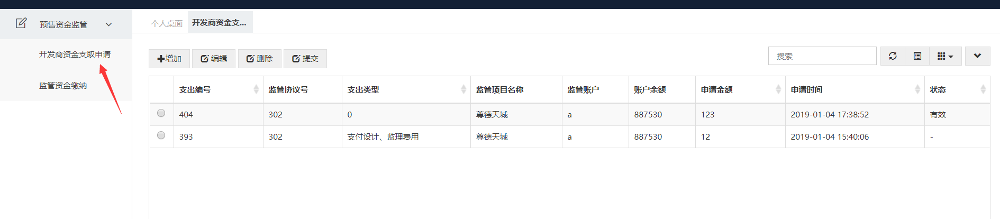 预售资金监管
开发商资金支取申请
监管资金缴纳
个人桌面 开发商资金支...
增加 编辑 删除 提交 搜索
支出编号 监管协议号 支出类型 监管项目名称 监管账户 账户余额 申请金额 申请时间 状态
404 302 0 尊德天城 a 887530 123 2019-01-04 17:38:52 有效
393 302 支付设计、监理费用 尊德天城 a 887530 12 2019-01-04 15:40:06 -